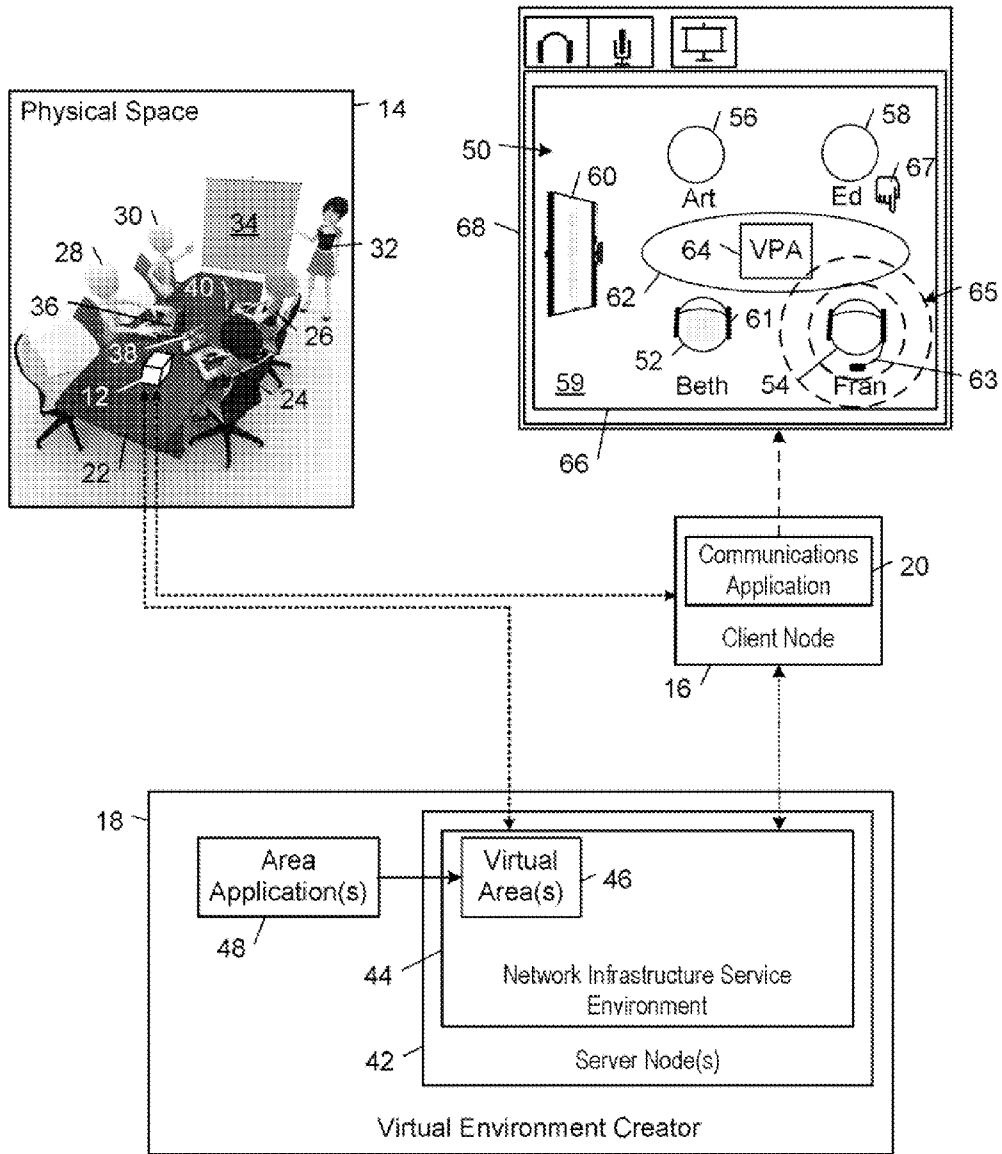 Physical Space
14
30
34
28
32
36
40
26
38
12
24
22
56
58
50
60
67
Art
Ed
68
64
VPA
62
65
61
52
54
63
59
Beth
Fran
66
Communications
Application
20
Client Node
16
18
Area
Application(s)
48
Virtual
Area(s)
46
44
Network Infrastructure Service
Environment
42
Server Node(s)
Virtual Environment Creator